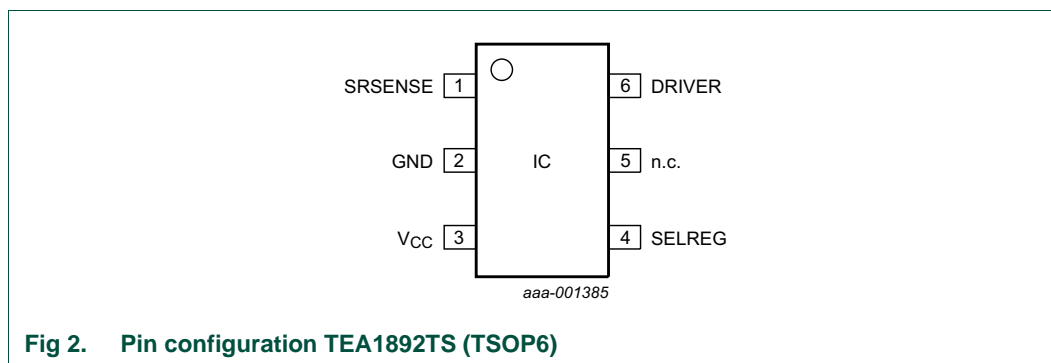 SRSENSE 1 6 DRIVER
GND 2 IC 5 n.c.
VCC 3 4 SELREG
aaa-001385
Fig 2. Pin configuration TEA1892TS (TSOP6)